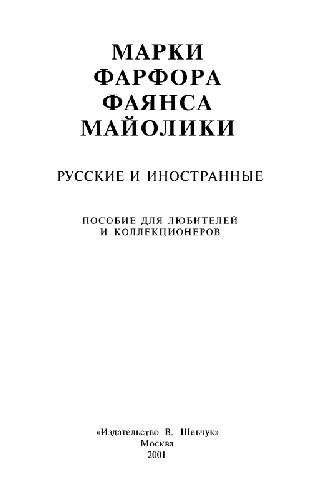 МАРКИ
ФАРФОРА
ФАЯНСА
МАЙОЛИКИ
РУССКИЕ И ИНОСТРАННЫЕ
ПОСОБИЕ ДЛЯ ЛЮБИТЕЛЕЙ
И КОЛЛЕКЦИОНЕРОВ
«Издательство В. Шевчук»
Москва
2001